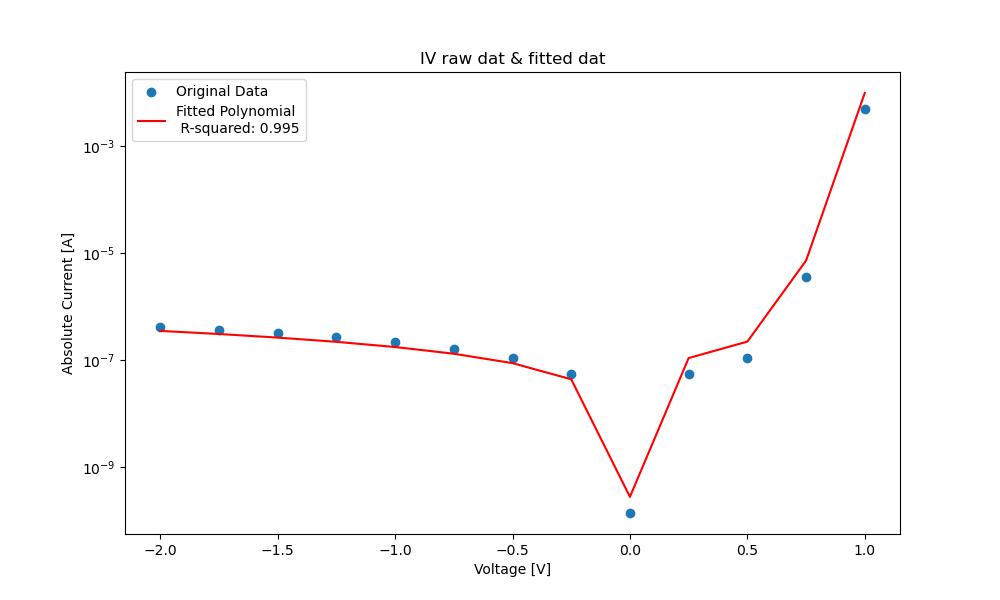 IV raw dat & fitted dat
Original Data
Fitted Polynomial
R-squared: 0.995
Absolute Current [A]
10⁻³
10⁻⁵
10⁻⁷
10⁻⁹
−2.0 −1.5 −1.0 −0.5 0.0 0.5 1.0
Voltage [V]